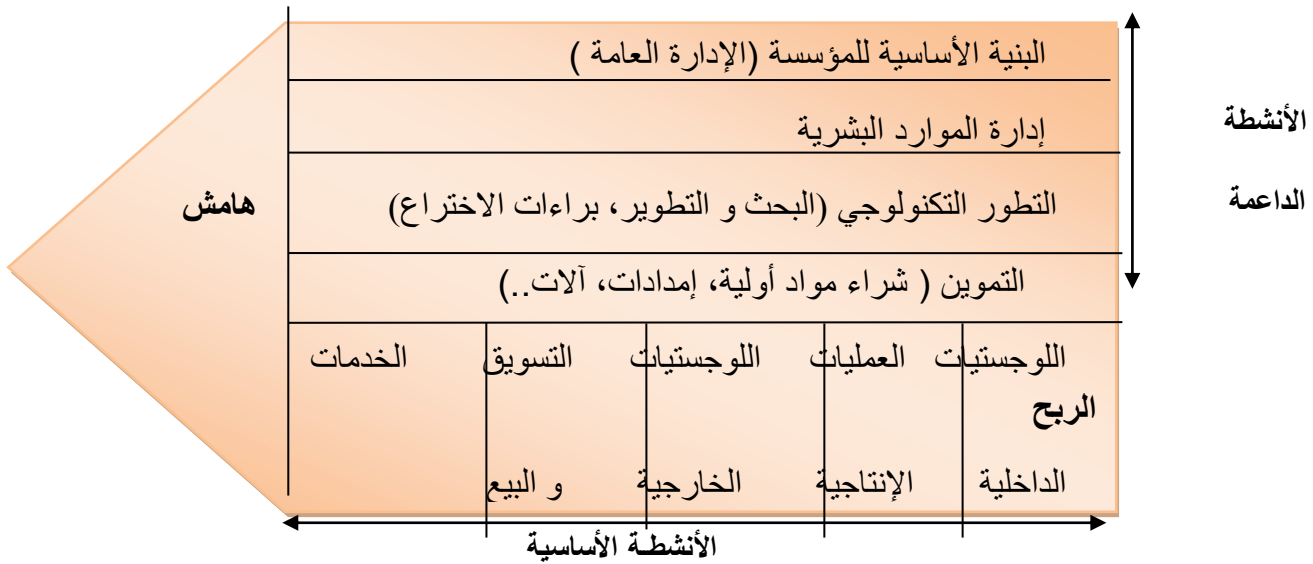 البنية الأساسية للمؤسسة (الإدارة العامة )
إدارة الموارد البشرية
الأنشطة
التطور التكنولوجي (البحث و التطوير، براءات الاختراع)
الداعمة
هامش
التموين ( شراء مواد أولية، إمدادات، آلات..)
اللوجستيات العمليات اللوجستيات التسويق الخدمات
الربح
الداخلية الإنتاجية الخارجية و البيع
الأنشطـة الأساسية